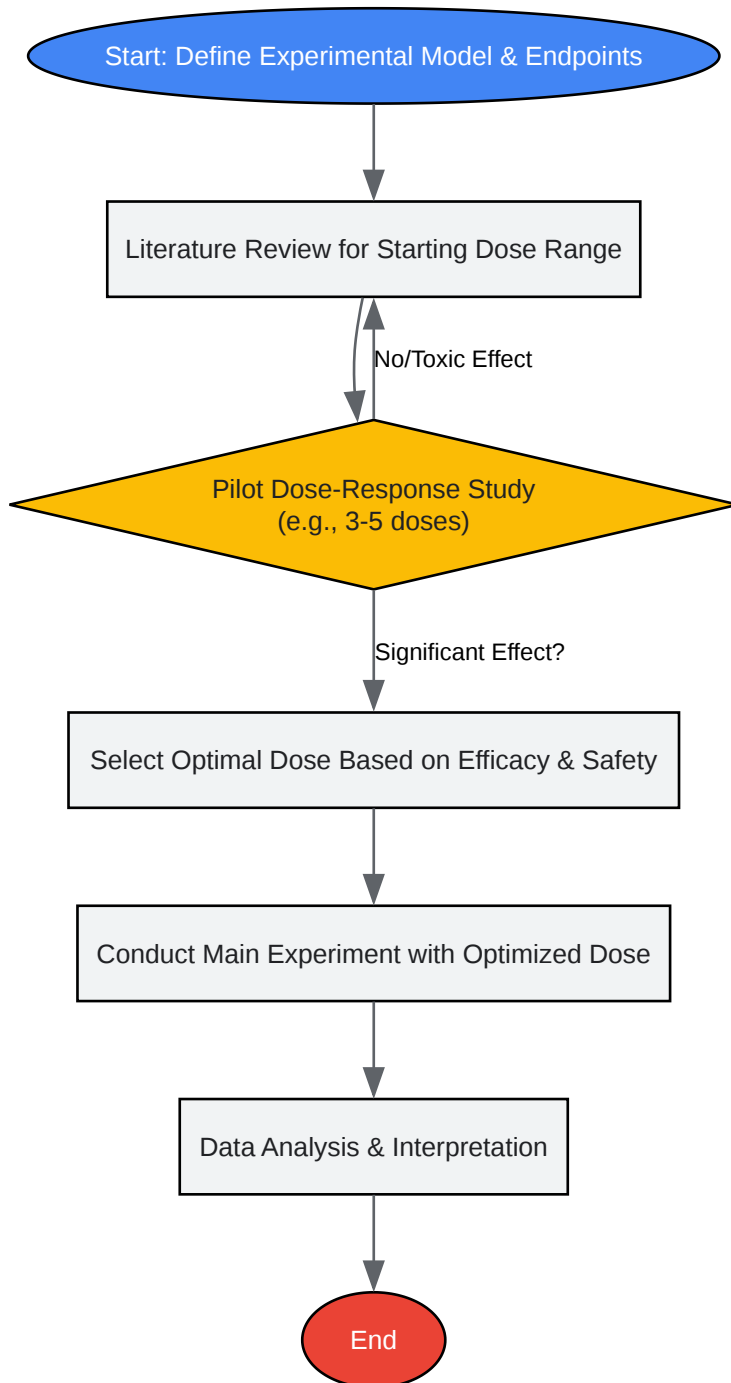 Start: Define Experimental Model & Endpoints
Literature Review for Starting Dose Range
No/Toxic Effect
Pilot Dose-Response Study
(e.g., 3-5 doses)
Significant Effect?
Select Optimal Dose Based on Efficacy & Safety
Conduct Main Experiment with Optimized Dose
Data Analysis & Interpretation
End